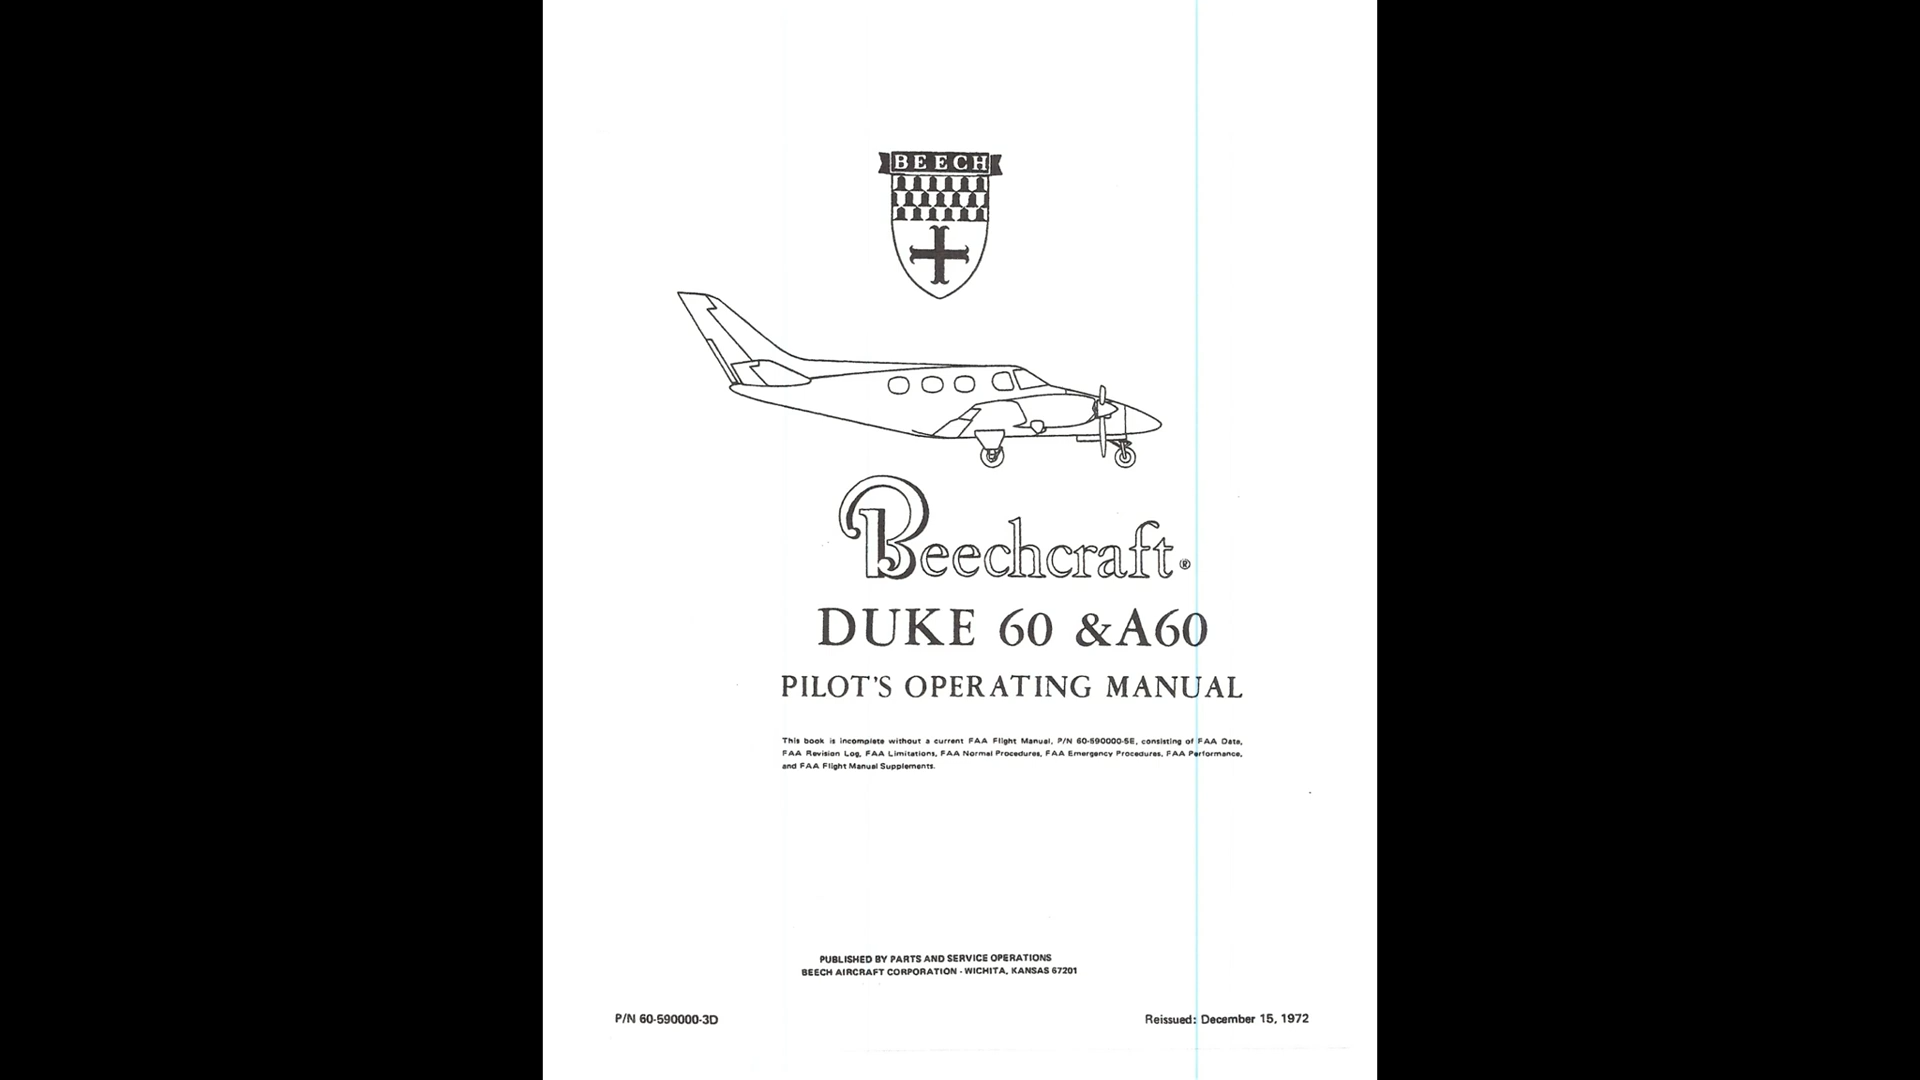 BEECH
Beechcraft®
DUKE 60 & A60
PILOT'S OPERATING MANUAL
This book is incomplete without a current FAA Flight Manual, P/N 60-590000-5E, consisting of FAA Data,
FAA Revision Log, FAA Limitations, FAA Normal Procedures, FAA Emergency Procedures, FAA Performance,
and FAA Flight Manual Supplements.
PUBLISHED BY PARTS AND SERVICE OPERATIONS
BEECH AIRCRAFT CORPORATION - WICHITA, KANSAS 67201
P/N 60-590000-3D
Reissued: December 15, 1972